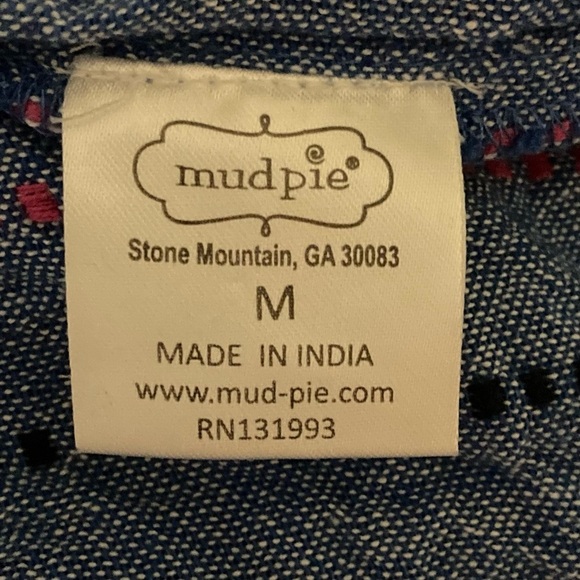 mudpie®
Stone Mountain, GA 30083
M
MADE IN INDIA
www.mud-pie.com
RN131993